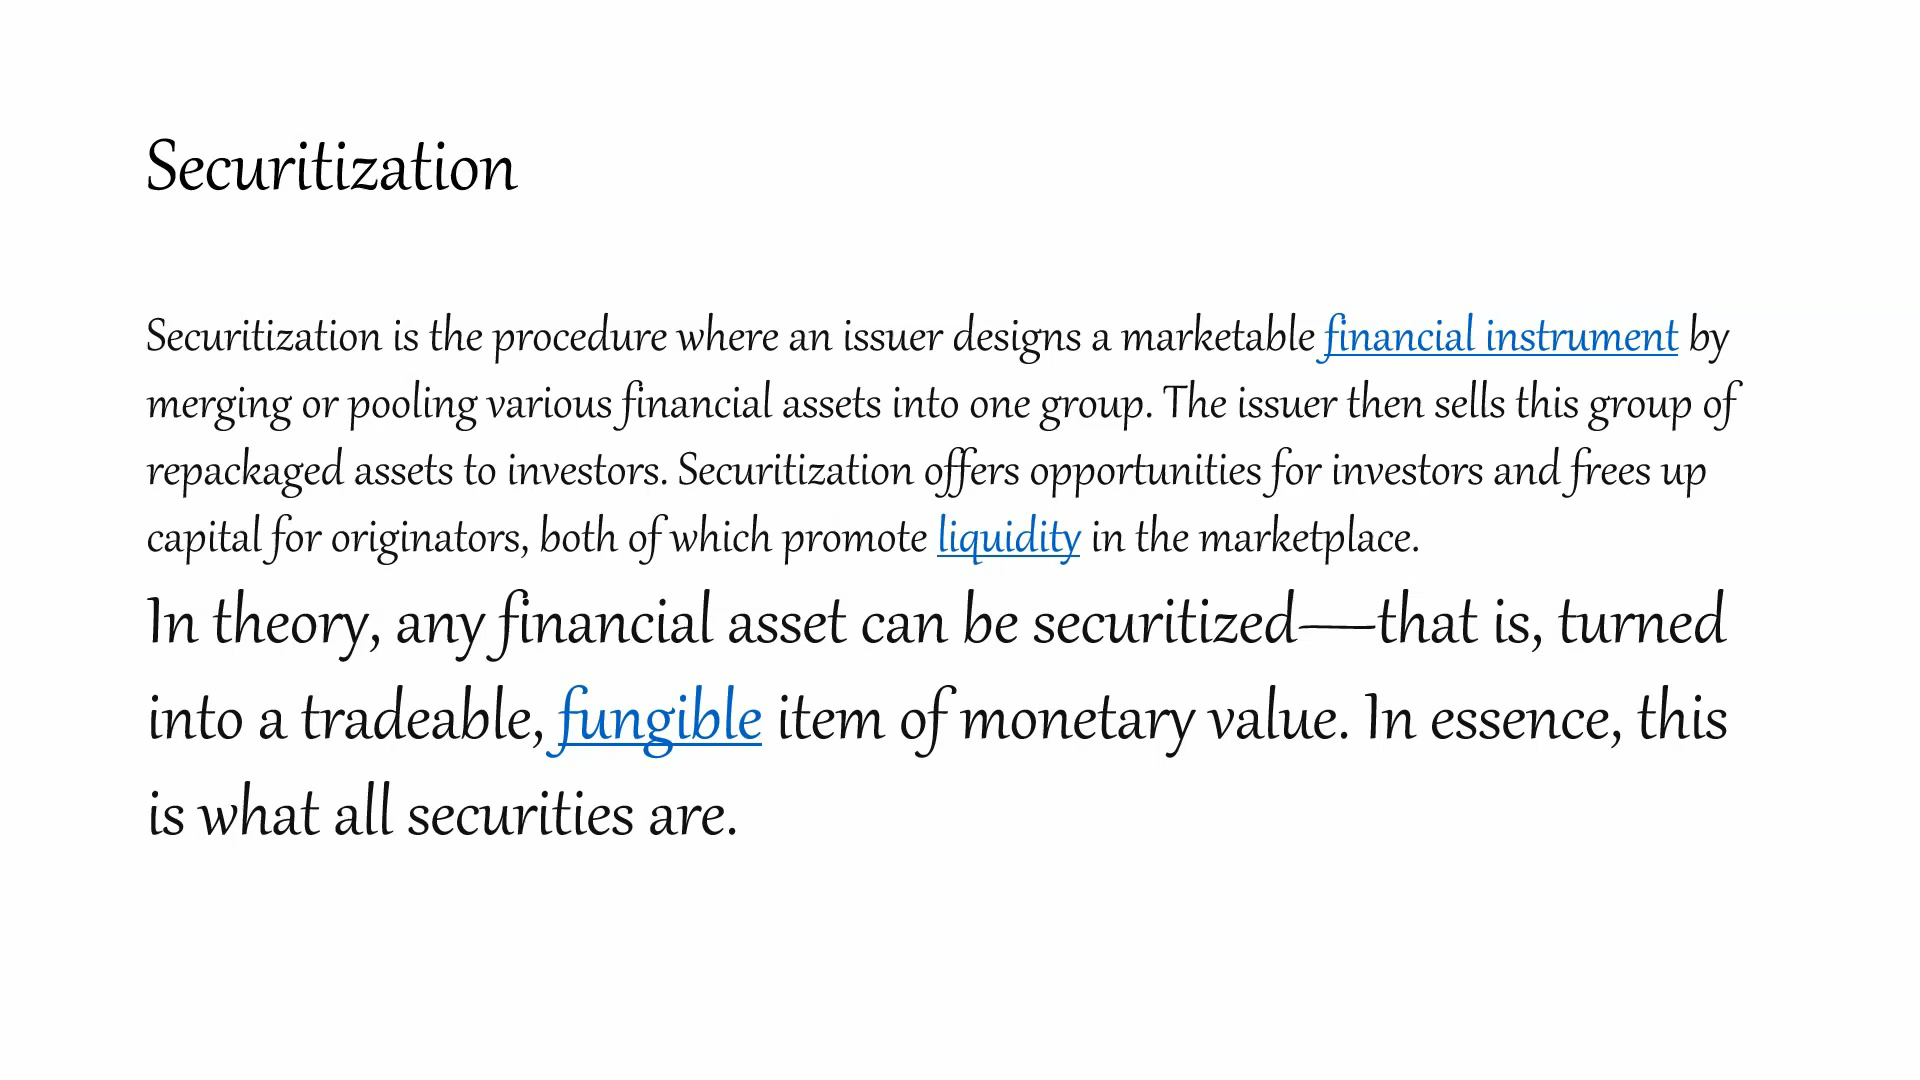 Securitization
Securitization is the procedure where an issuer designs a marketable financial instrument by
merging or pooling various financial assets into one group. The issuer then sells this group of
repackaged assets to investors. Securitization offers opportunities for investors and frees up
capital for originators, both of which promote liquidity in the marketplace.
In theory, any financial asset can be securitized—that is, turned
into a tradeable, fungible item of monetary value. In essence, this
is what all securities are.